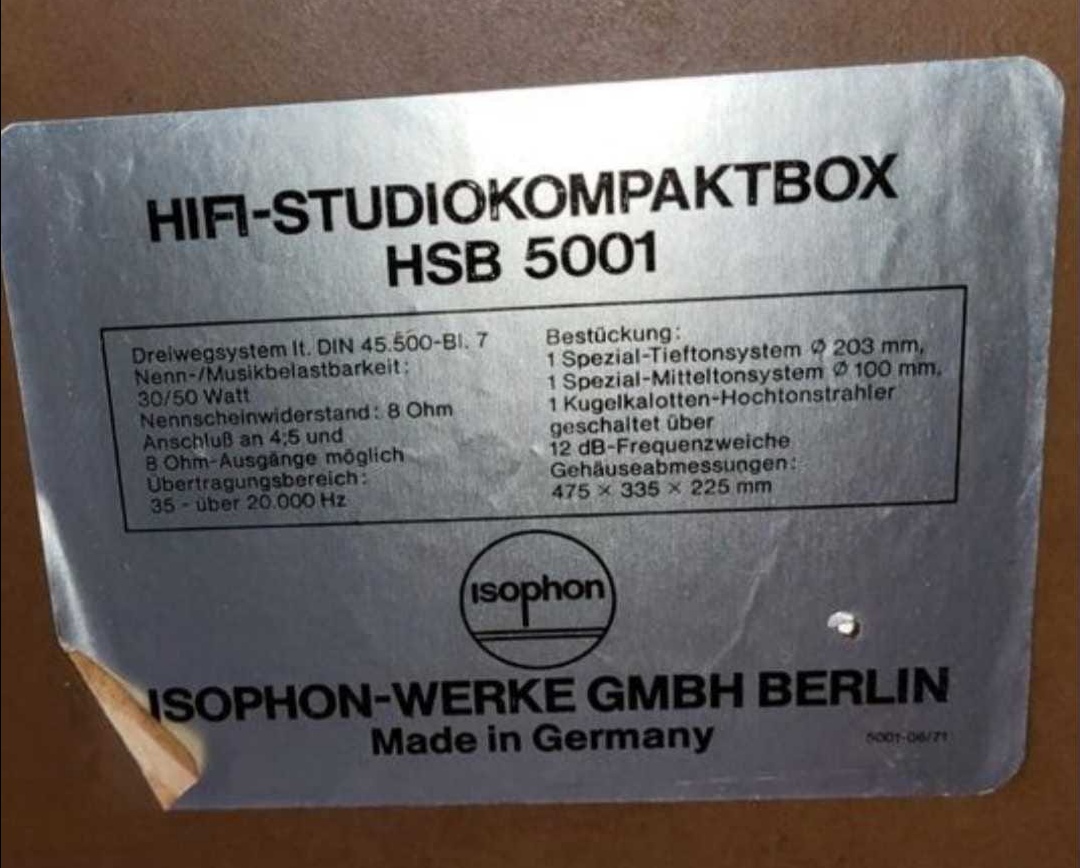 HIFI-STUDIOKOMPAKTBOX
HSB 5001
Dreiwegsystem lt. DIN 45.500-Bl. 7
Nenn-/Musikbelastbarkeit:
30/50 Watt
Nennscheinwiderstand: 8 Ohm
Anschluß an 4;5 und
8 Ohm-Ausgänge möglich
Übertragungsbereich:
35 - über 20.000 Hz
Bestückung:
1 Spezial-Tieftonsystem Ø 203 mm,
1 Spezial-Mitteltonsystem Ø 100 mm,
1 Kugelkalotten-Hochtonstrahler
geschaltet über
12 dB-Frequenzweiche
Gehäuseabmessungen:
475 × 335 × 225 mm
isophon
ISOPHON-WERKE GMBH BERLIN
Made in Germany
5001-06/71